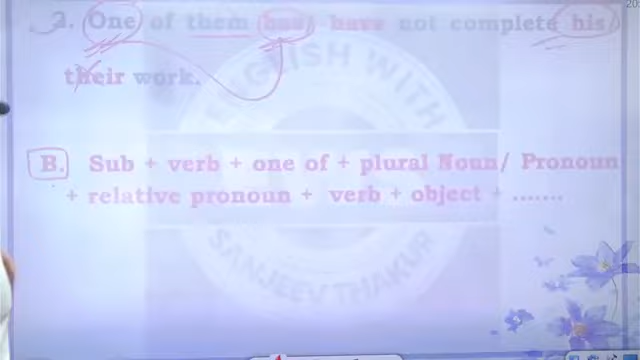 2. One of them has/ have not complete his/
their work.
B. Sub + verb + one of + plural Noun/ Pronoun
+ relative pronoun + verb + object + .......
ENGLISH WITH
SANJEEV THAKUR
20